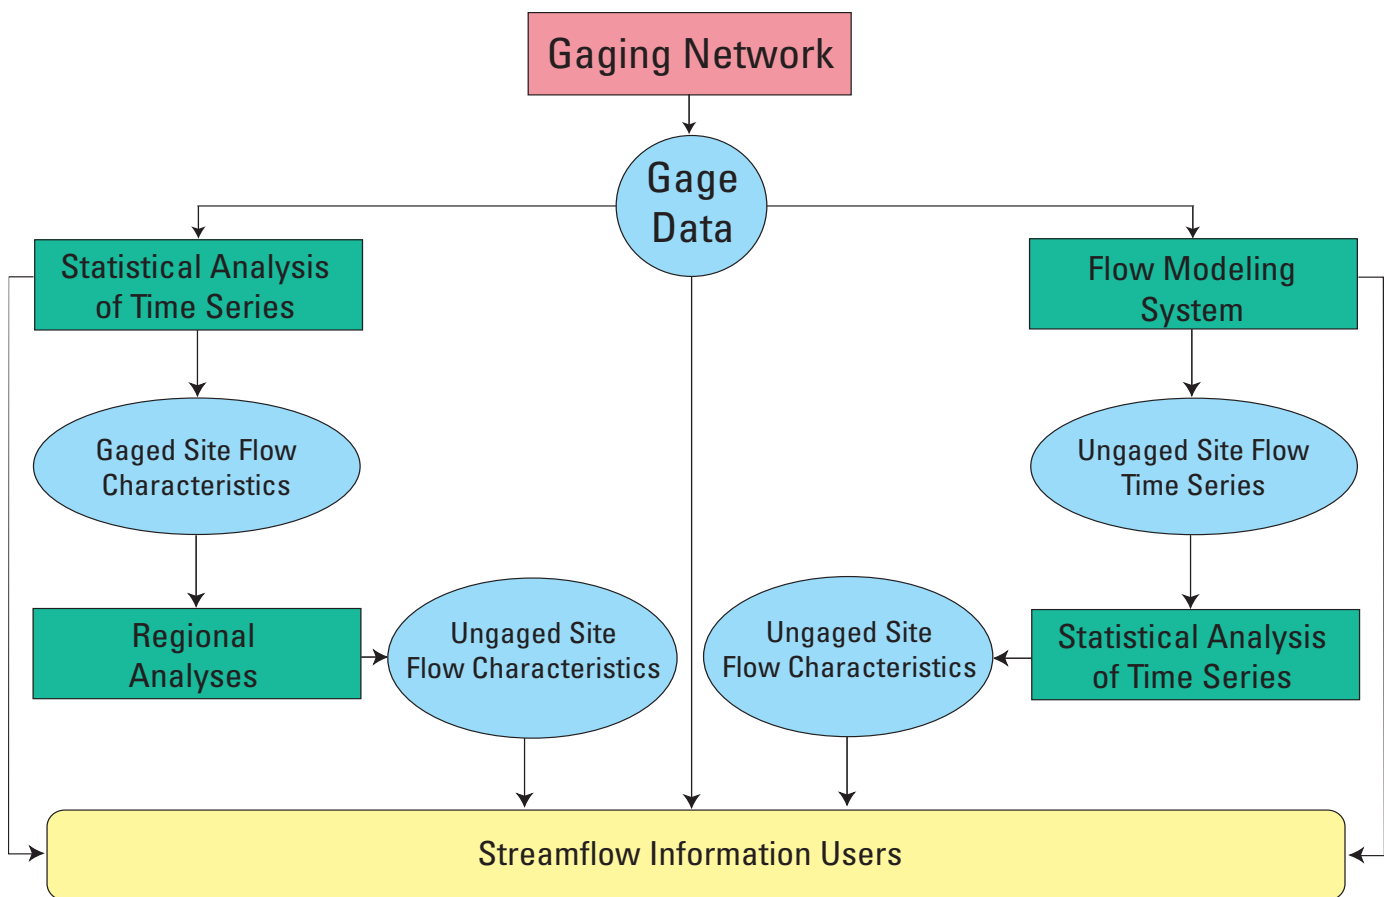 Gaging Network
Gage
Data
Statistical Analysis
of Time Series
Flow Modeling
System
Gaged Site Flow
Characteristics
Ungaged Site Flow
Time Series
Regional
Analyses
Ungaged Site
Flow Characteristics
Ungaged Site
Flow Characteristics
Statistical Analysis
of Time Series
Streamflow Information Users